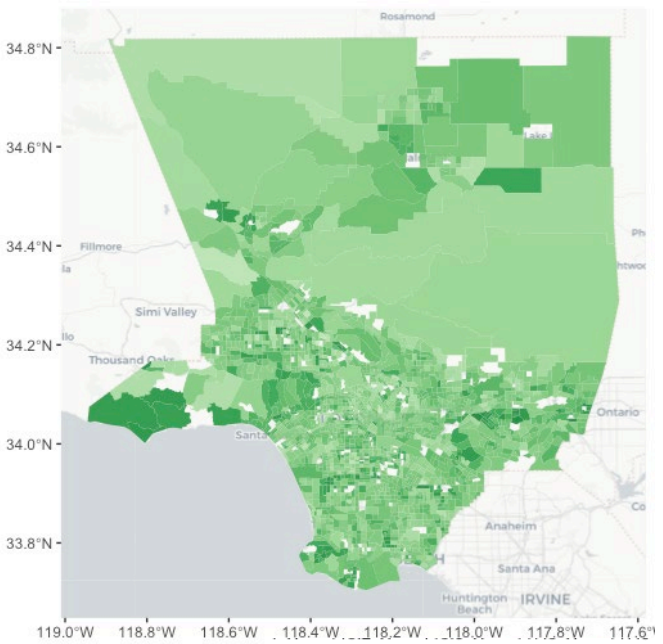 Rosamond
34.8°N
Lake
34.6°N
34.4°N
Fillmore
Simi Valley
34.2°N
Thousand Oaks
Ontario
34.0°N
Santa
Anaheim
33.8°N
Santa Ana
Huntington
Beach
IRVINE
119.0°W 118.8°W 118.6°W 118.4°W 118.2°W 118.0°W 117.8°W 117.6°W